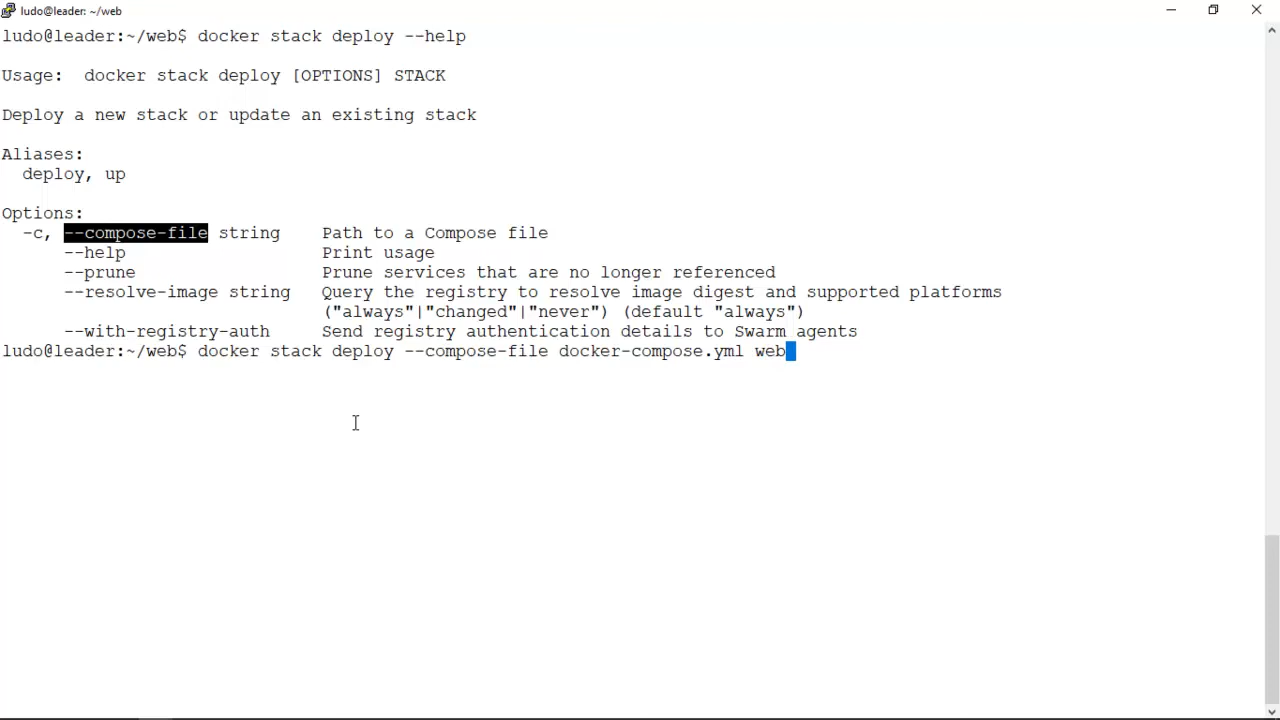 ludo@leader: ~/web
ludo@leader:~/web$ docker stack deploy --help
Usage:  docker stack deploy [OPTIONS] STACK
Deploy a new stack or update an existing stack
Aliases:
  deploy, up
Options:
  -c, --compose-file string    Path to a Compose file
      --help                   Print usage
      --prune                  Prune services that are no longer referenced
      --resolve-image string   Query the registry to resolve image digest and supported platforms
                               ("always"|"changed"|"never") (default "always")
      --with-registry-auth     Send registry authentication details to Swarm agents
ludo@leader:~/web$ docker stack deploy --compose-file docker-compose.yml web